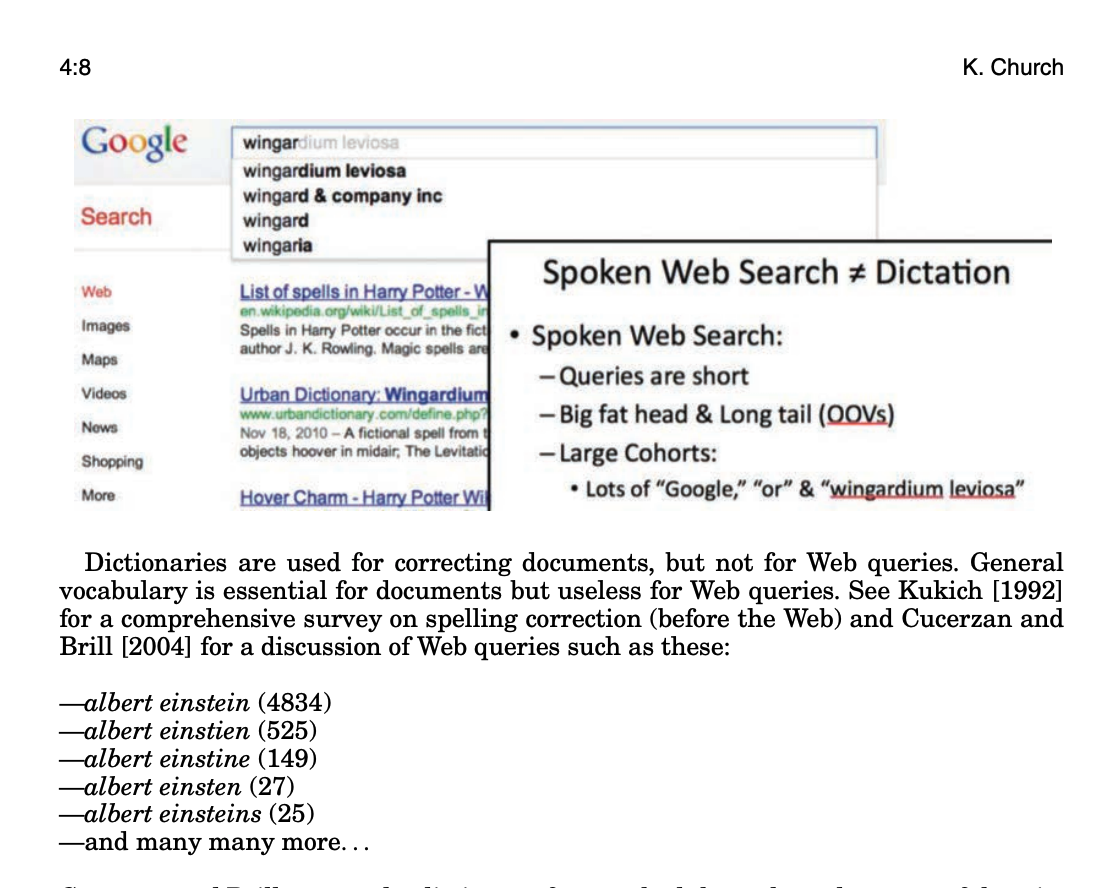 4:8
K. Church
Google
wingardium leviosa
wingardium leviosa
wingard & company inc
wingard
wingaria
Search
Web
Images
Maps
Videos
News
Shopping
More
List of spells in Harry Potter - W
en.wikipedia.org/wiki/List_of_spells_in
Spells in Harry Potter occur in the fict
author J. K. Rowling. Magic spells are
Urban Dictionary: Wingardium
www.urbandictionary.com/define.php?
Nov 18, 2010 – A fictional spell from t
objects hoover in midair; The Levitatio
Hover Charm - Harry Potter Wi
Spoken Web Search ≠ Dictation
• Spoken Web Search:
– Queries are short
– Big fat head & Long tail (OOVs)
– Large Cohorts:
• Lots of “Google,” “or” & “wingardium leviosa”
Dictionaries are used for correcting documents, but not for Web queries. General
vocabulary is essential for documents but useless for Web queries. See Kukich [1992]
for a comprehensive survey on spelling correction (before the Web) and Cucerzan and
Brill [2004] for a discussion of Web queries such as these:
—albert einstein (4834)
—albert einstien (525)
—albert einstine (149)
—albert einsten (27)
—albert einsteins (25)
—and many many more...